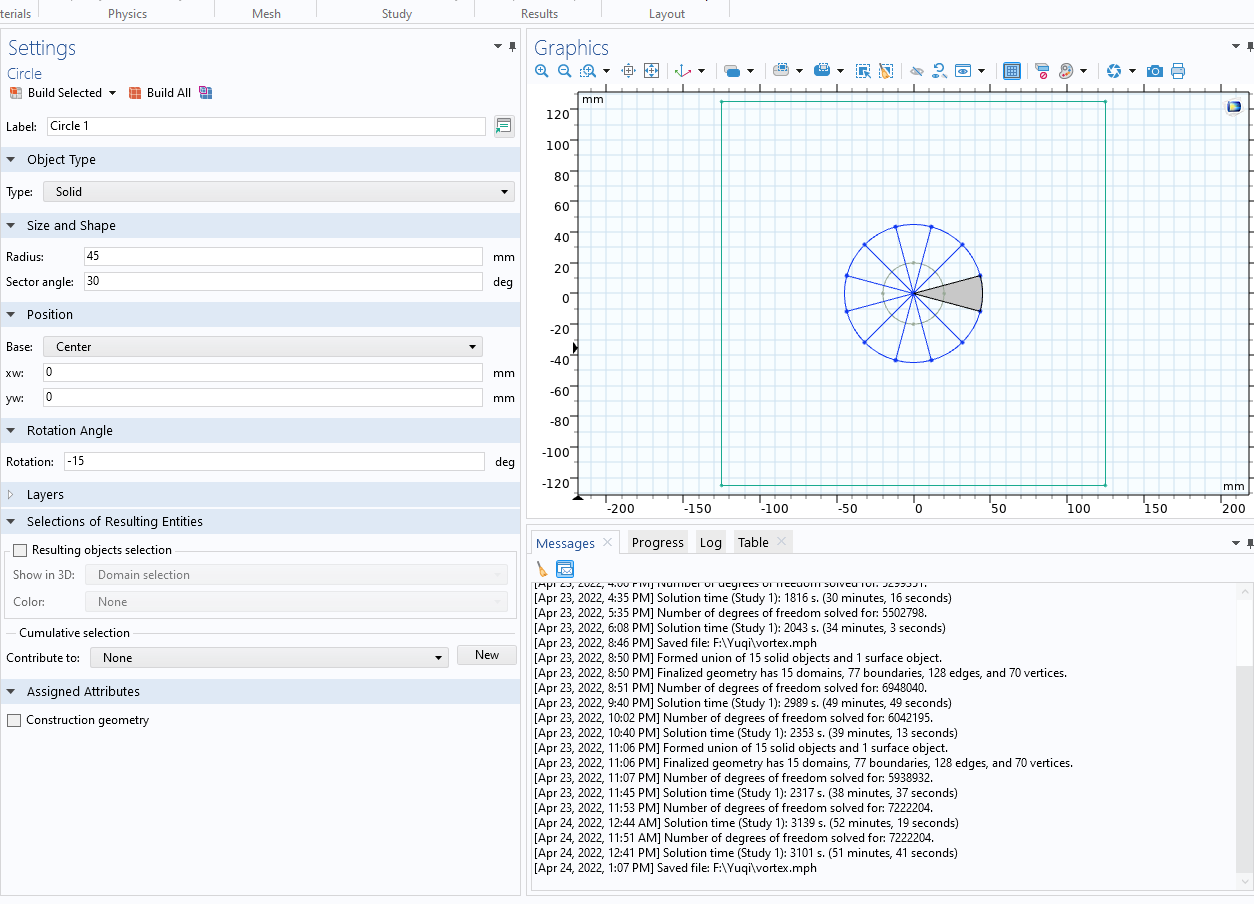 terials
Physics
Mesh
Study
Results
Layout
Settings
Circle
Build Selected
Build All
Label: Circle 1
Object Type
Type: Solid
Size and Shape
Radius: 45 mm
Sector angle: 30 deg
Position
Base: Center
xw: 0 mm
yw: 0 mm
Rotation Angle
Rotation: -15 deg
Layers
Selections of Resulting Entities
Resulting objects selection
Show in 3D: Domain selection
Color: None
Cumulative selection
Contribute to: None New
Assigned Attributes
Construction geometry
Graphics
mm
120
100
80
60
40
20
0
-20
-40
-60
-80
-100
-120
mm
-200 -150 -100 -50 0 50 100 150 200
Messages Progress Log Table
[Apr 23, 2022, 4:00 PM] Number of degrees of freedom solved for: 5299351.
[Apr 23, 2022, 4:35 PM] Solution time (Study 1): 1816 s. (30 minutes, 16 seconds)
[Apr 23, 2022, 5:35 PM] Number of degrees of freedom solved for: 5502798.
[Apr 23, 2022, 6:08 PM] Solution time (Study 1): 2043 s. (34 minutes, 3 seconds)
[Apr 23, 2022, 8:46 PM] Saved file: F:\Yuqi\vortex.mph
[Apr 23, 2022, 8:50 PM] Formed union of 15 solid objects and 1 surface object.
[Apr 23, 2022, 8:50 PM] Finalized geometry has 15 domains, 77 boundaries, 128 edges, and 70 vertices.
[Apr 23, 2022, 8:51 PM] Number of degrees of freedom solved for: 6948040.
[Apr 23, 2022, 9:40 PM] Solution time (Study 1): 2989 s. (49 minutes, 49 seconds)
[Apr 23, 2022, 10:02 PM] Number of degrees of freedom solved for: 6042195.
[Apr 23, 2022, 10:40 PM] Solution time (Study 1): 2353 s. (39 minutes, 13 seconds)
[Apr 23, 2022, 11:06 PM] Formed union of 15 solid objects and 1 surface object.
[Apr 23, 2022, 11:06 PM] Finalized geometry has 15 domains, 77 boundaries, 128 edges, and 70 vertices.
[Apr 23, 2022, 11:07 PM] Number of degrees of freedom solved for: 5938932.
[Apr 23, 2022, 11:45 PM] Solution time (Study 1): 2317 s. (38 minutes, 37 seconds)
[Apr 23, 2022, 11:53 PM] Number of degrees of freedom solved for: 7222204.
[Apr 24, 2022, 12:44 AM] Solution time (Study 1): 3139 s. (52 minutes, 19 seconds)
[Apr 24, 2022, 11:51 AM] Number of degrees of freedom solved for: 7222204.
[Apr 24, 2022, 12:41 PM] Solution time (Study 1): 3101 s. (51 minutes, 41 seconds)
[Apr 24, 2022, 1:07 PM] Saved file: F:\Yuqi\vortex.mph